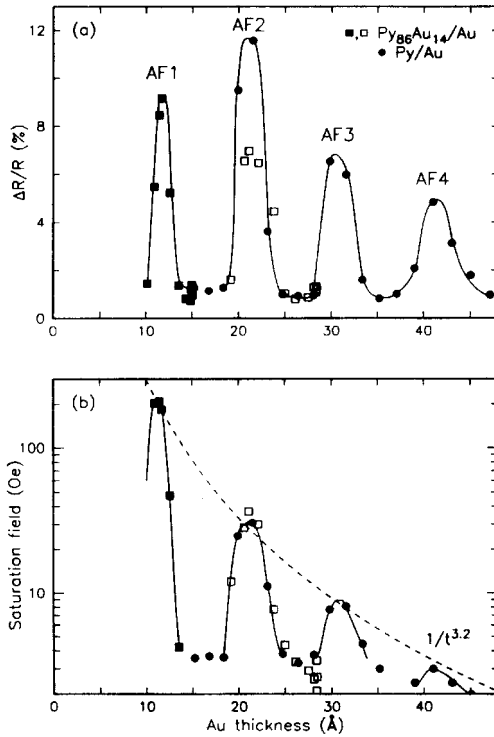 (a)
AF1
AF2
AF3
AF4
■,□ Py₈₆Au₁₄/Au
● Py/Au
12
8
4
0
ΔR/R (%)
0 10 20 30 40
(b)
100
10
Saturation field (Oe)
1/t³·²
0 10 20 30 40
Au thickness (Å)